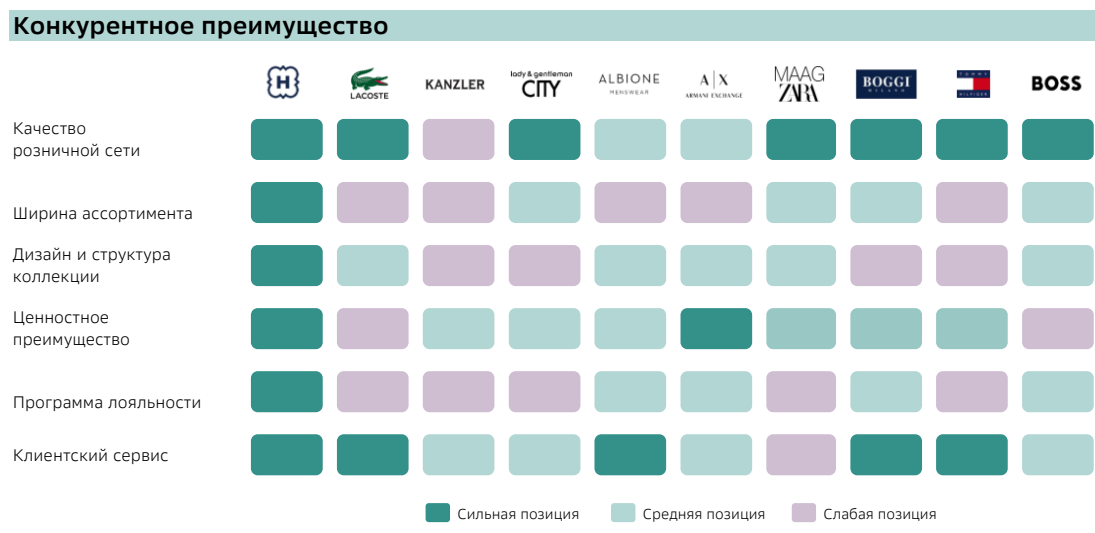 Конкурентное преимущество
H
LACOSTE
KANZLER
lady & gentleman
CITY
ALBIONE
MENSWEAR
A|X
ARMANI EXCHANGE
MAAG
ZARA
BOGGI
MILANO
TOMMY
HILFIGER
BOSS
Качество
розничной сети
Ширина ассортимента
Дизайн и структура
коллекции
Ценностное
преимущество
Программа лояльности
Клиентский сервис
Сильная позиция
Средняя позиция
Слабая позиция